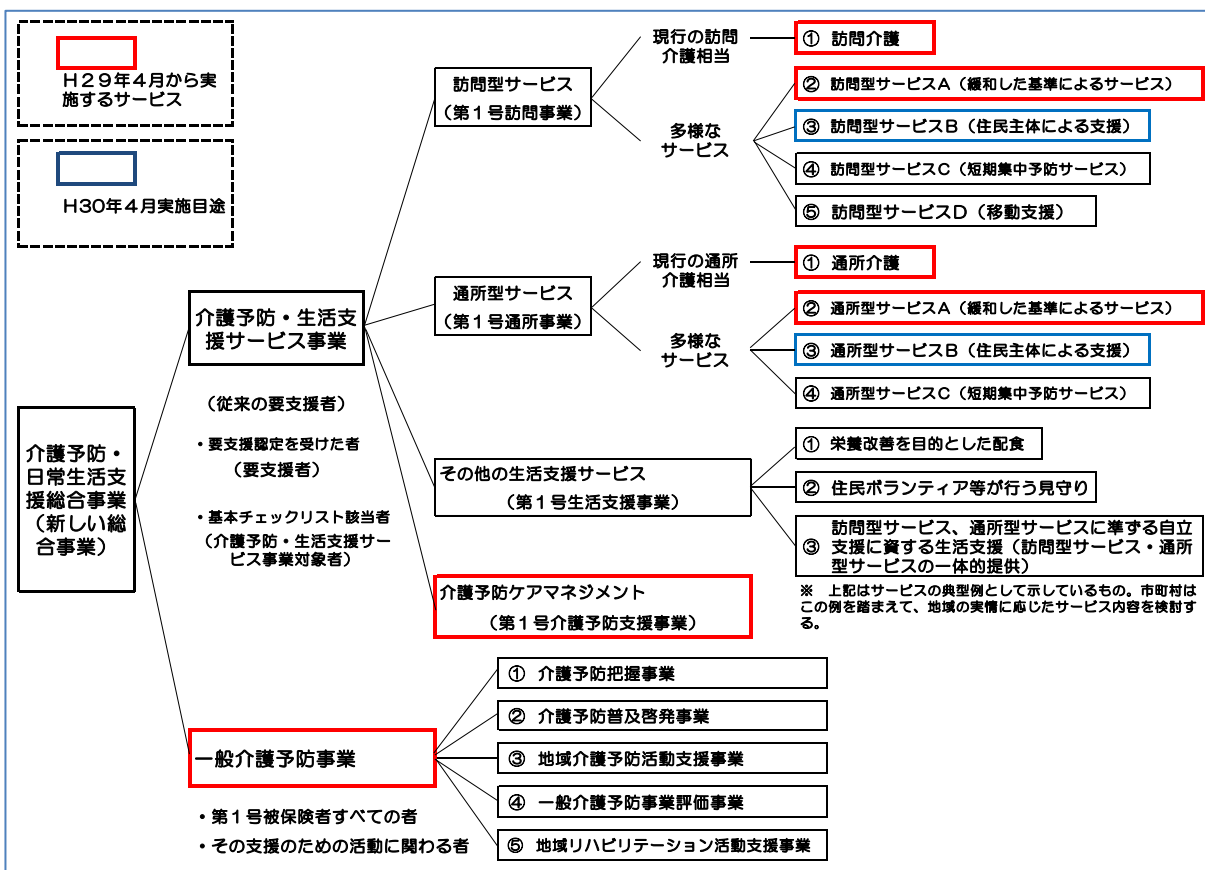 H29年4月から実
施するサービス
H30年4月実施目途
介護予防・
日常生活支
援総合事業
（新しい総
合事業）
介護予防・生活支
援サービス事業
（従来の要支援者）
・要支援認定を受けた者
（要支援者）
・基本チェックリスト該当者
（介護予防・生活支援サー
ビス事業対象者）
訪問型サービス
（第１号訪問事業）
現行の訪問
介護相当
① 訪問介護
多様な
サービス
② 訪問型サービスA（緩和した基準によるサービス）
③ 訪問型サービスB（住民主体による支援）
④ 訪問型サービスC（短期集中予防サービス）
⑤ 訪問型サービスD（移動支援）
通所型サービス
（第１号通所事業）
現行の通所
介護相当
① 通所介護
多様な
サービス
② 通所型サービスA（緩和した基準によるサービス）
③ 通所型サービスB（住民主体による支援）
④ 通所型サービスC（短期集中予防サービス）
その他の生活支援サービス
（第１号生活支援事業）
① 栄養改善を目的とした配食
② 住民ボランティア等が行う見守り
③ 訪問型サービス、通所型サービスに準ずる自立
支援に資する生活支援（訪問型サービス・通所
型サービスの一体的提供）
※　上記はサービスの典型例として示しているもの。市町村は
この例を踏まえて、地域の実情に応じたサービス内容を検討す
る。
介護予防ケアマネジメント
（第１号介護予防支援事業）
一般介護予防事業
・第１号被保険者すべての者
・その支援のための活動に関わる者
① 介護予防把握事業
② 介護予防普及啓発事業
③ 地域介護予防活動支援事業
④ 一般介護予防事業評価事業
⑤ 地域リハビリテーション活動支援事業